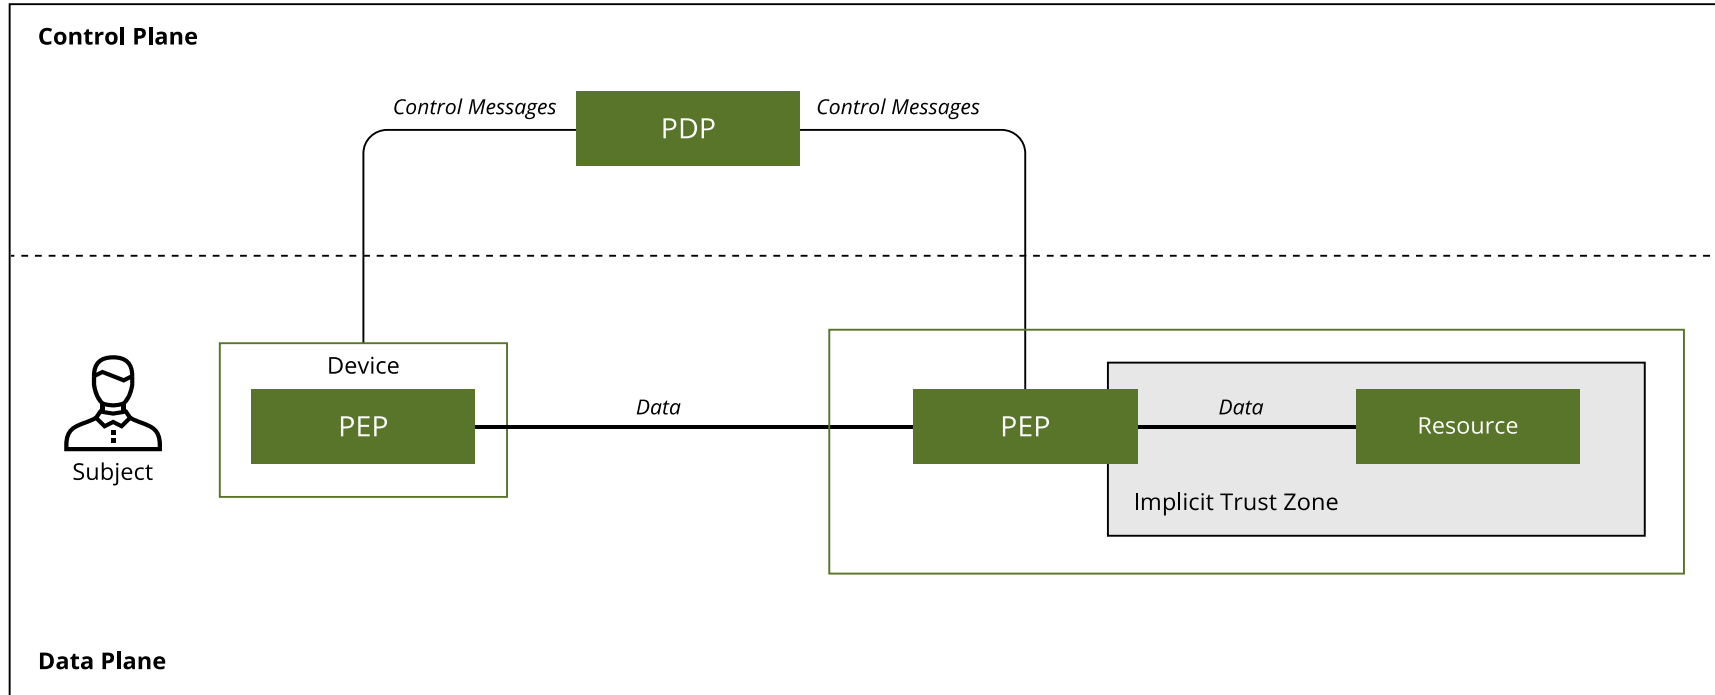 Control Plane
Control Messages
PDP
Control Messages
Device
PEP
Data
PEP
Data
Resource
Subject
Implicit Trust Zone
Data Plane